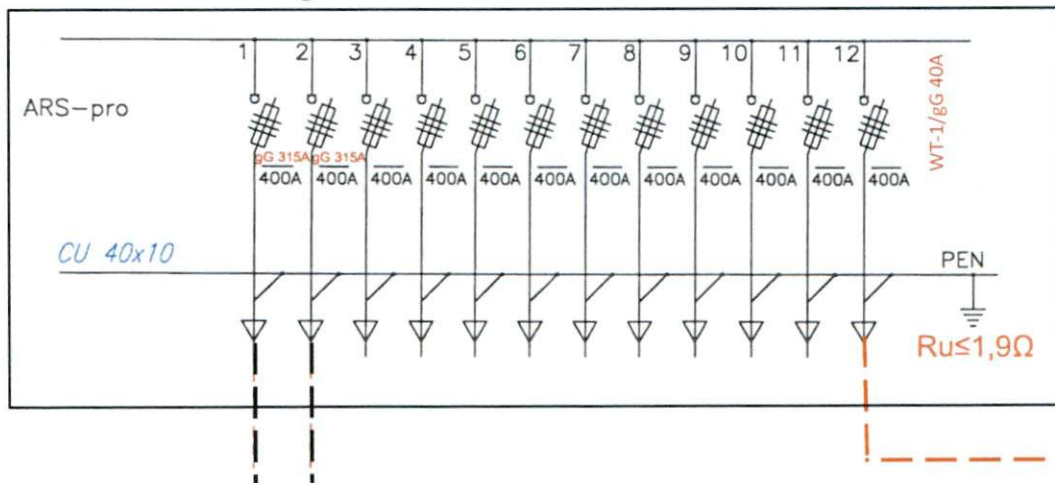 1 2 3 4 5 6 7 8 9 10 11 12
ARS-pro
WT-1/gG 40A
gG 315A gG 315A
400A 400A 400A 400A 400A 400A 400A 400A 400A 400A 400A 400A
CU 40x10
PEN
Ru≤1,9Ω